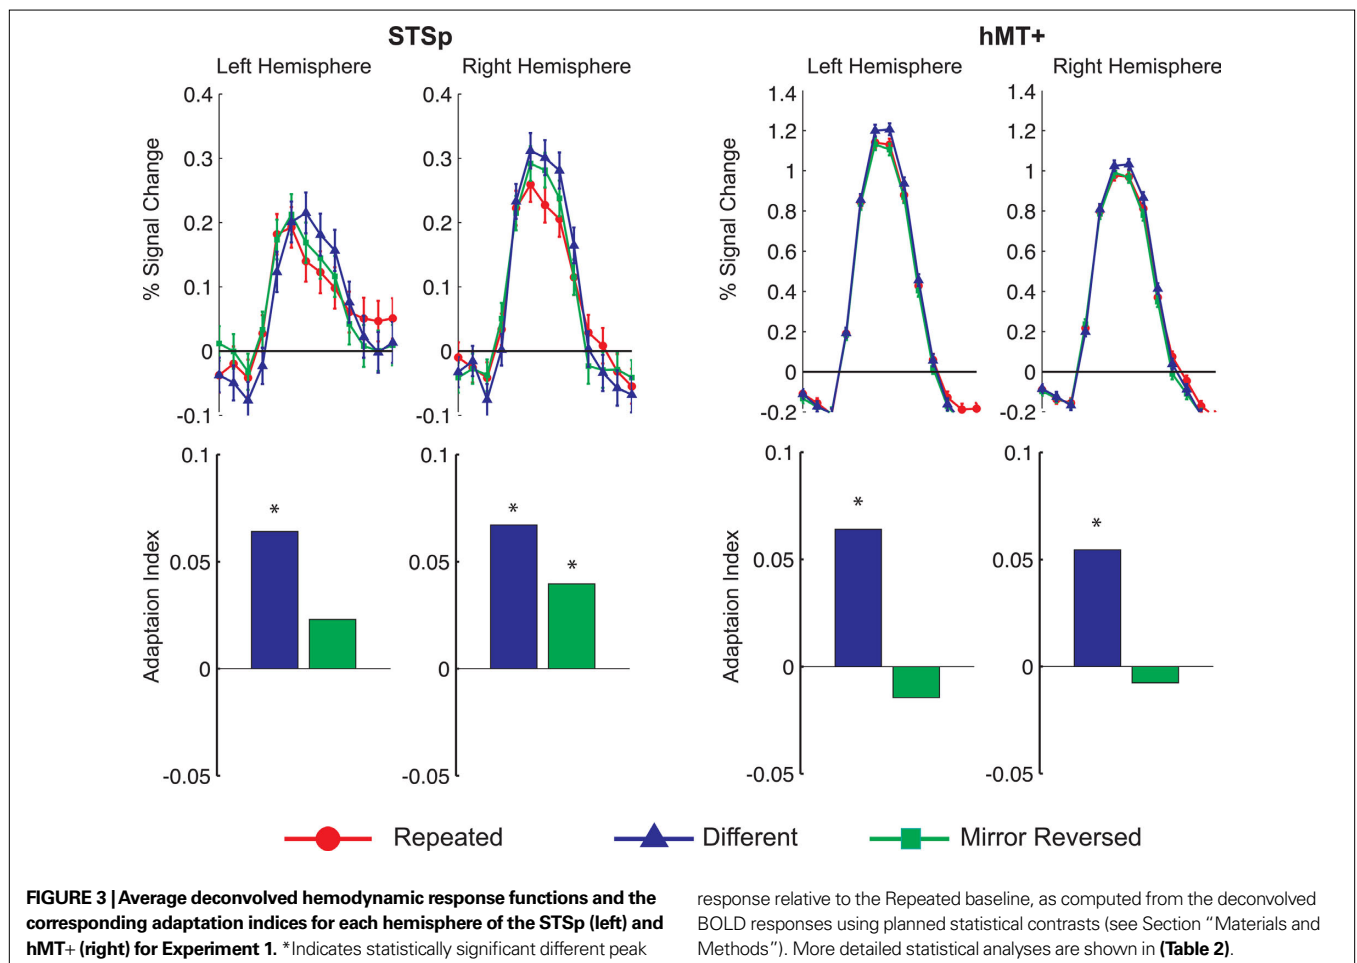 STSp
hMT+
Left Hemisphere
Right Hemisphere
Left Hemisphere
Right Hemisphere
% Signal Change
0.4
0.3
0.2
0.1
0
-0.1
0.4
0.3
0.2
0.1
0
-0.1
% Signal Change
1.4
1.2
1
0.8
0.6
0.4
0.2
0
-0.2
1.4
1.2
1
0.8
0.6
0.4
0.2
0
-0.2
Adaptaion Index
0.1
0.05
0
-0.05
*
0.1
0.05
0
-0.05
*
*
Adaptaion Index
0.1
0.05
0
-0.05
*
0.1
0.05
0
-0.05
*
Repeated
Different
Mirror Reversed
FIGURE 3 | Average deconvolved hemodynamic response functions and the
corresponding adaptation indices for each hemisphere of the STSp (left) and
hMT+ (right) for Experiment 1. *Indicates statistically significant different peak
response relative to the Repeated baseline, as computed from the deconvolved
BOLD responses using planned statistical contrasts (see Section “Materials and
Methods”). More detailed statistical analyses are shown in (Table 2).